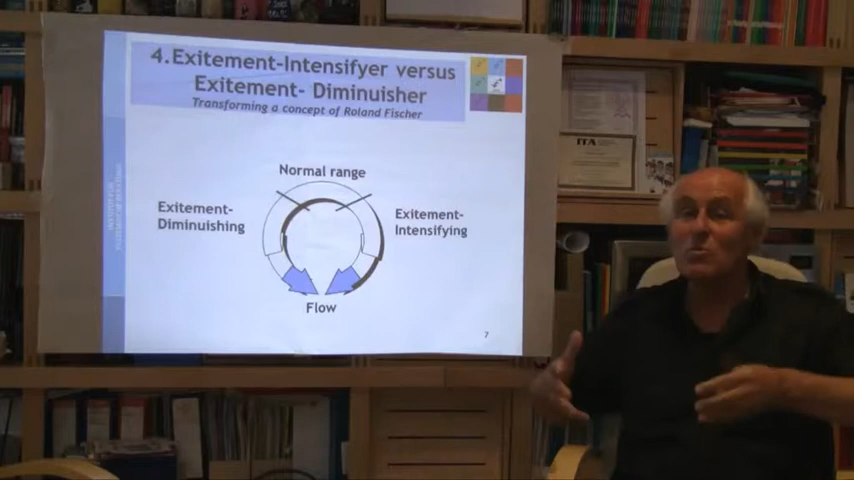 4.Exitement-Intensifyer versus
Exitement- Diminuisher
Transforming a concept of Roland Fischer
Normal range
Exitement-
Diminuishing
Exitement-
Intensifying
Flow
7
ITA